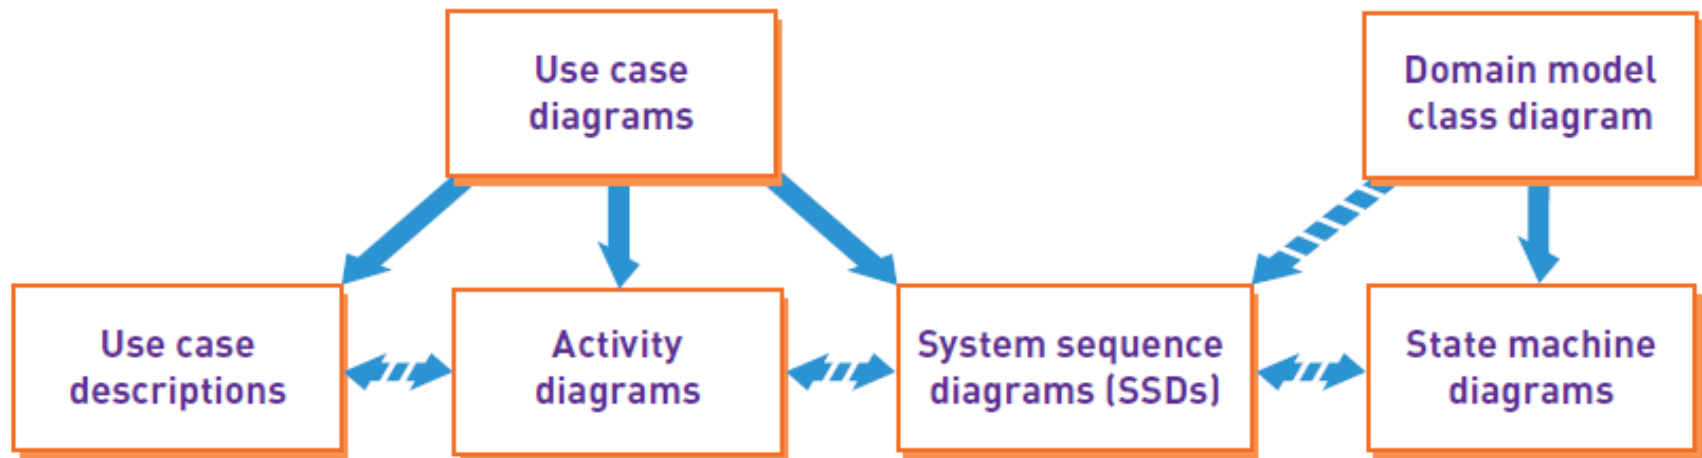 Use case
diagrams
Domain model
class diagram
Use case
descriptions
Activity
diagrams
System sequence
diagrams (SSDs)
State machine
diagrams